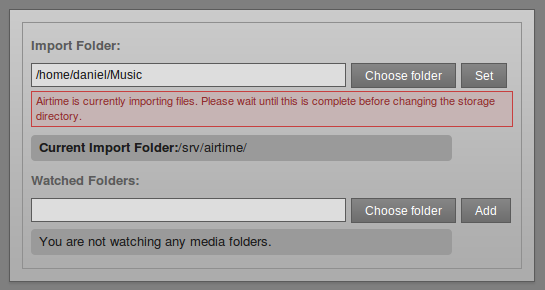 Import Folder:
/home/daniel/Music Choose folder Set
Airtime is currently importing files. Please wait until this is complete before changing the storage
directory.
Current Import Folder:/srv/airtime/
Watched Folders:
Choose folder Add
You are not watching any media folders.